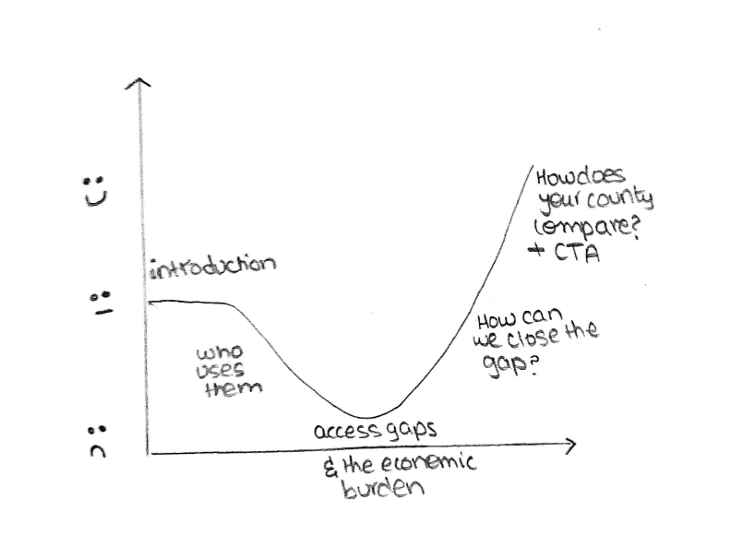 introduction
who
uses
them
access gaps
& the economic
burden
How can
we close the
gap?
How does
your county
compare?
+ CTA